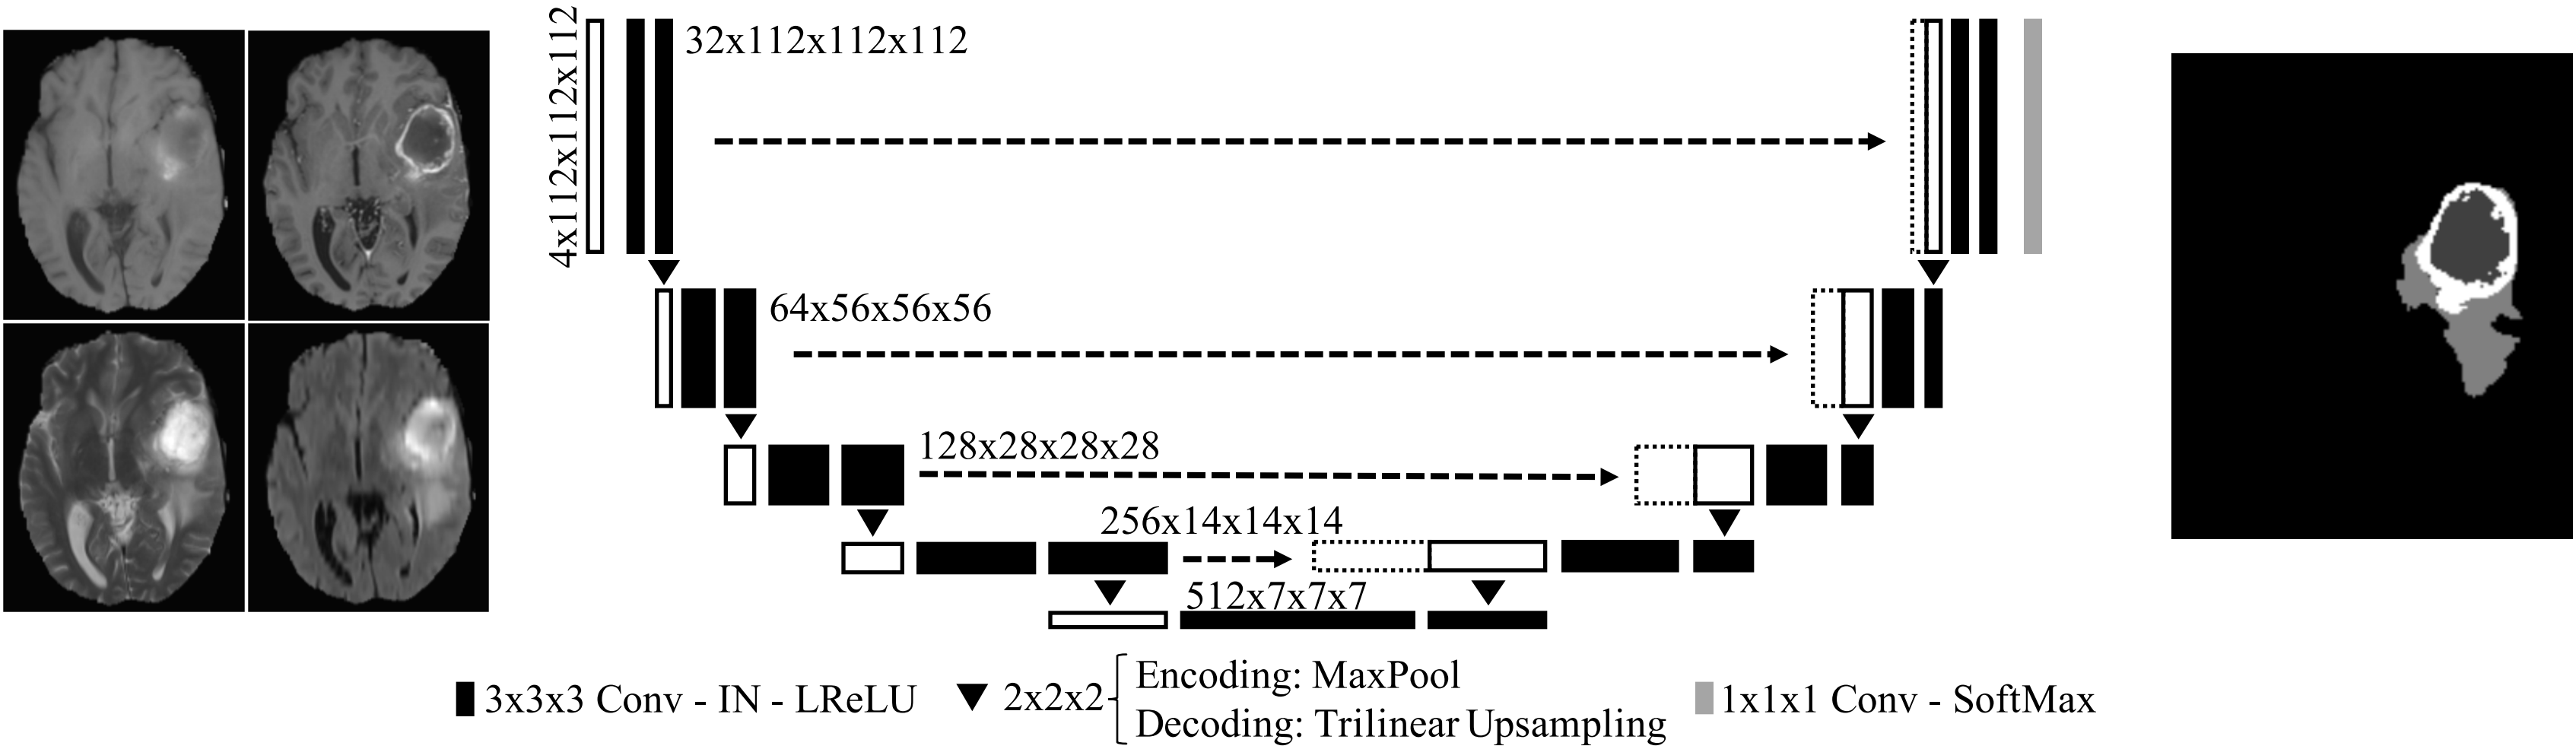 4x112x112x112
32x112x112x112
64x56x56x56
128x28x28x28
256x14x14x14
512x7x7x7
3x3x3 Conv - IN - LReLU
2x2x2
Encoding: MaxPool
Decoding: Trilinear Upsampling
1x1x1 Conv - SoftMax